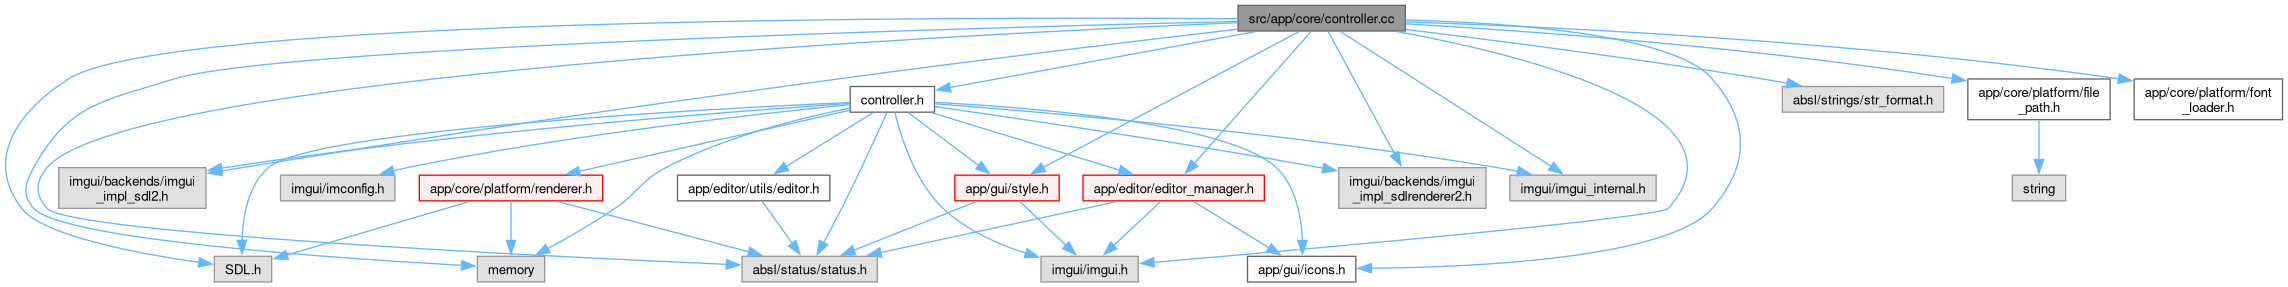 src/app/core/controller.cc
controller.h
absl/strings/str_format.h
app/core/platform/file
_path.h
app/core/platform/font
_loader.h
imgui/backends/imgui
_impl_sdl2.h
imgui/imconfig.h
app/core/platform/renderer.h
app/editor/utils/editor.h
app/gui/style.h
app/editor/editor_manager.h
imgui/backends/imgui
_impl_sdlrenderer2.h
imgui/imgui_internal.h
string
SDL.h
memory
absl/status/status.h
imgui/imgui.h
app/gui/icons.h